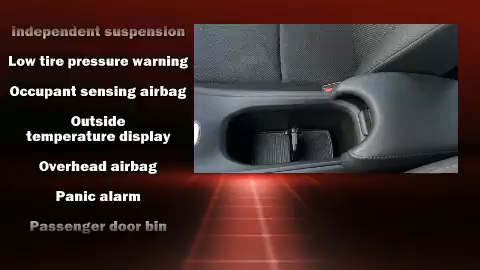 Independent suspension
Low tire pressure warning
Occupant sensing airbag
Outside
temperature display
Overhead airbag
Panic alarm
Passenger door bin